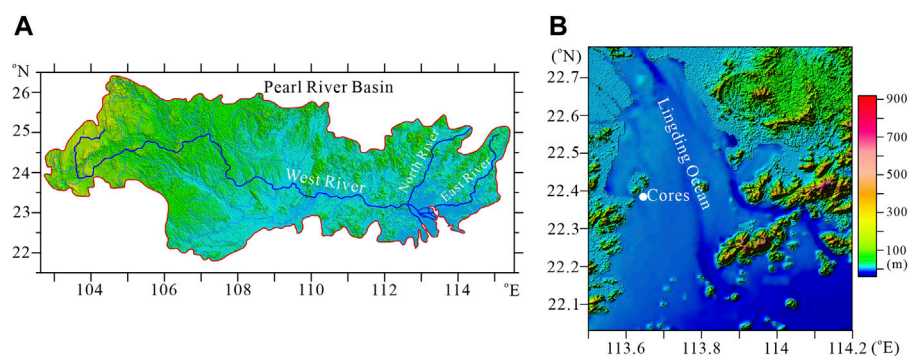 A
B
°N
26
25
24
23
22
Pearl River Basin
West River
North River
East River
104
106
108
110
112
114
°E
(°N)
22.7
22.6
22.5
22.4
22.3
22.2
22.1
Lingding Ocean
Cores
113.6
113.8
114
114.2 (°E)
900
700
500
300
100
(m)